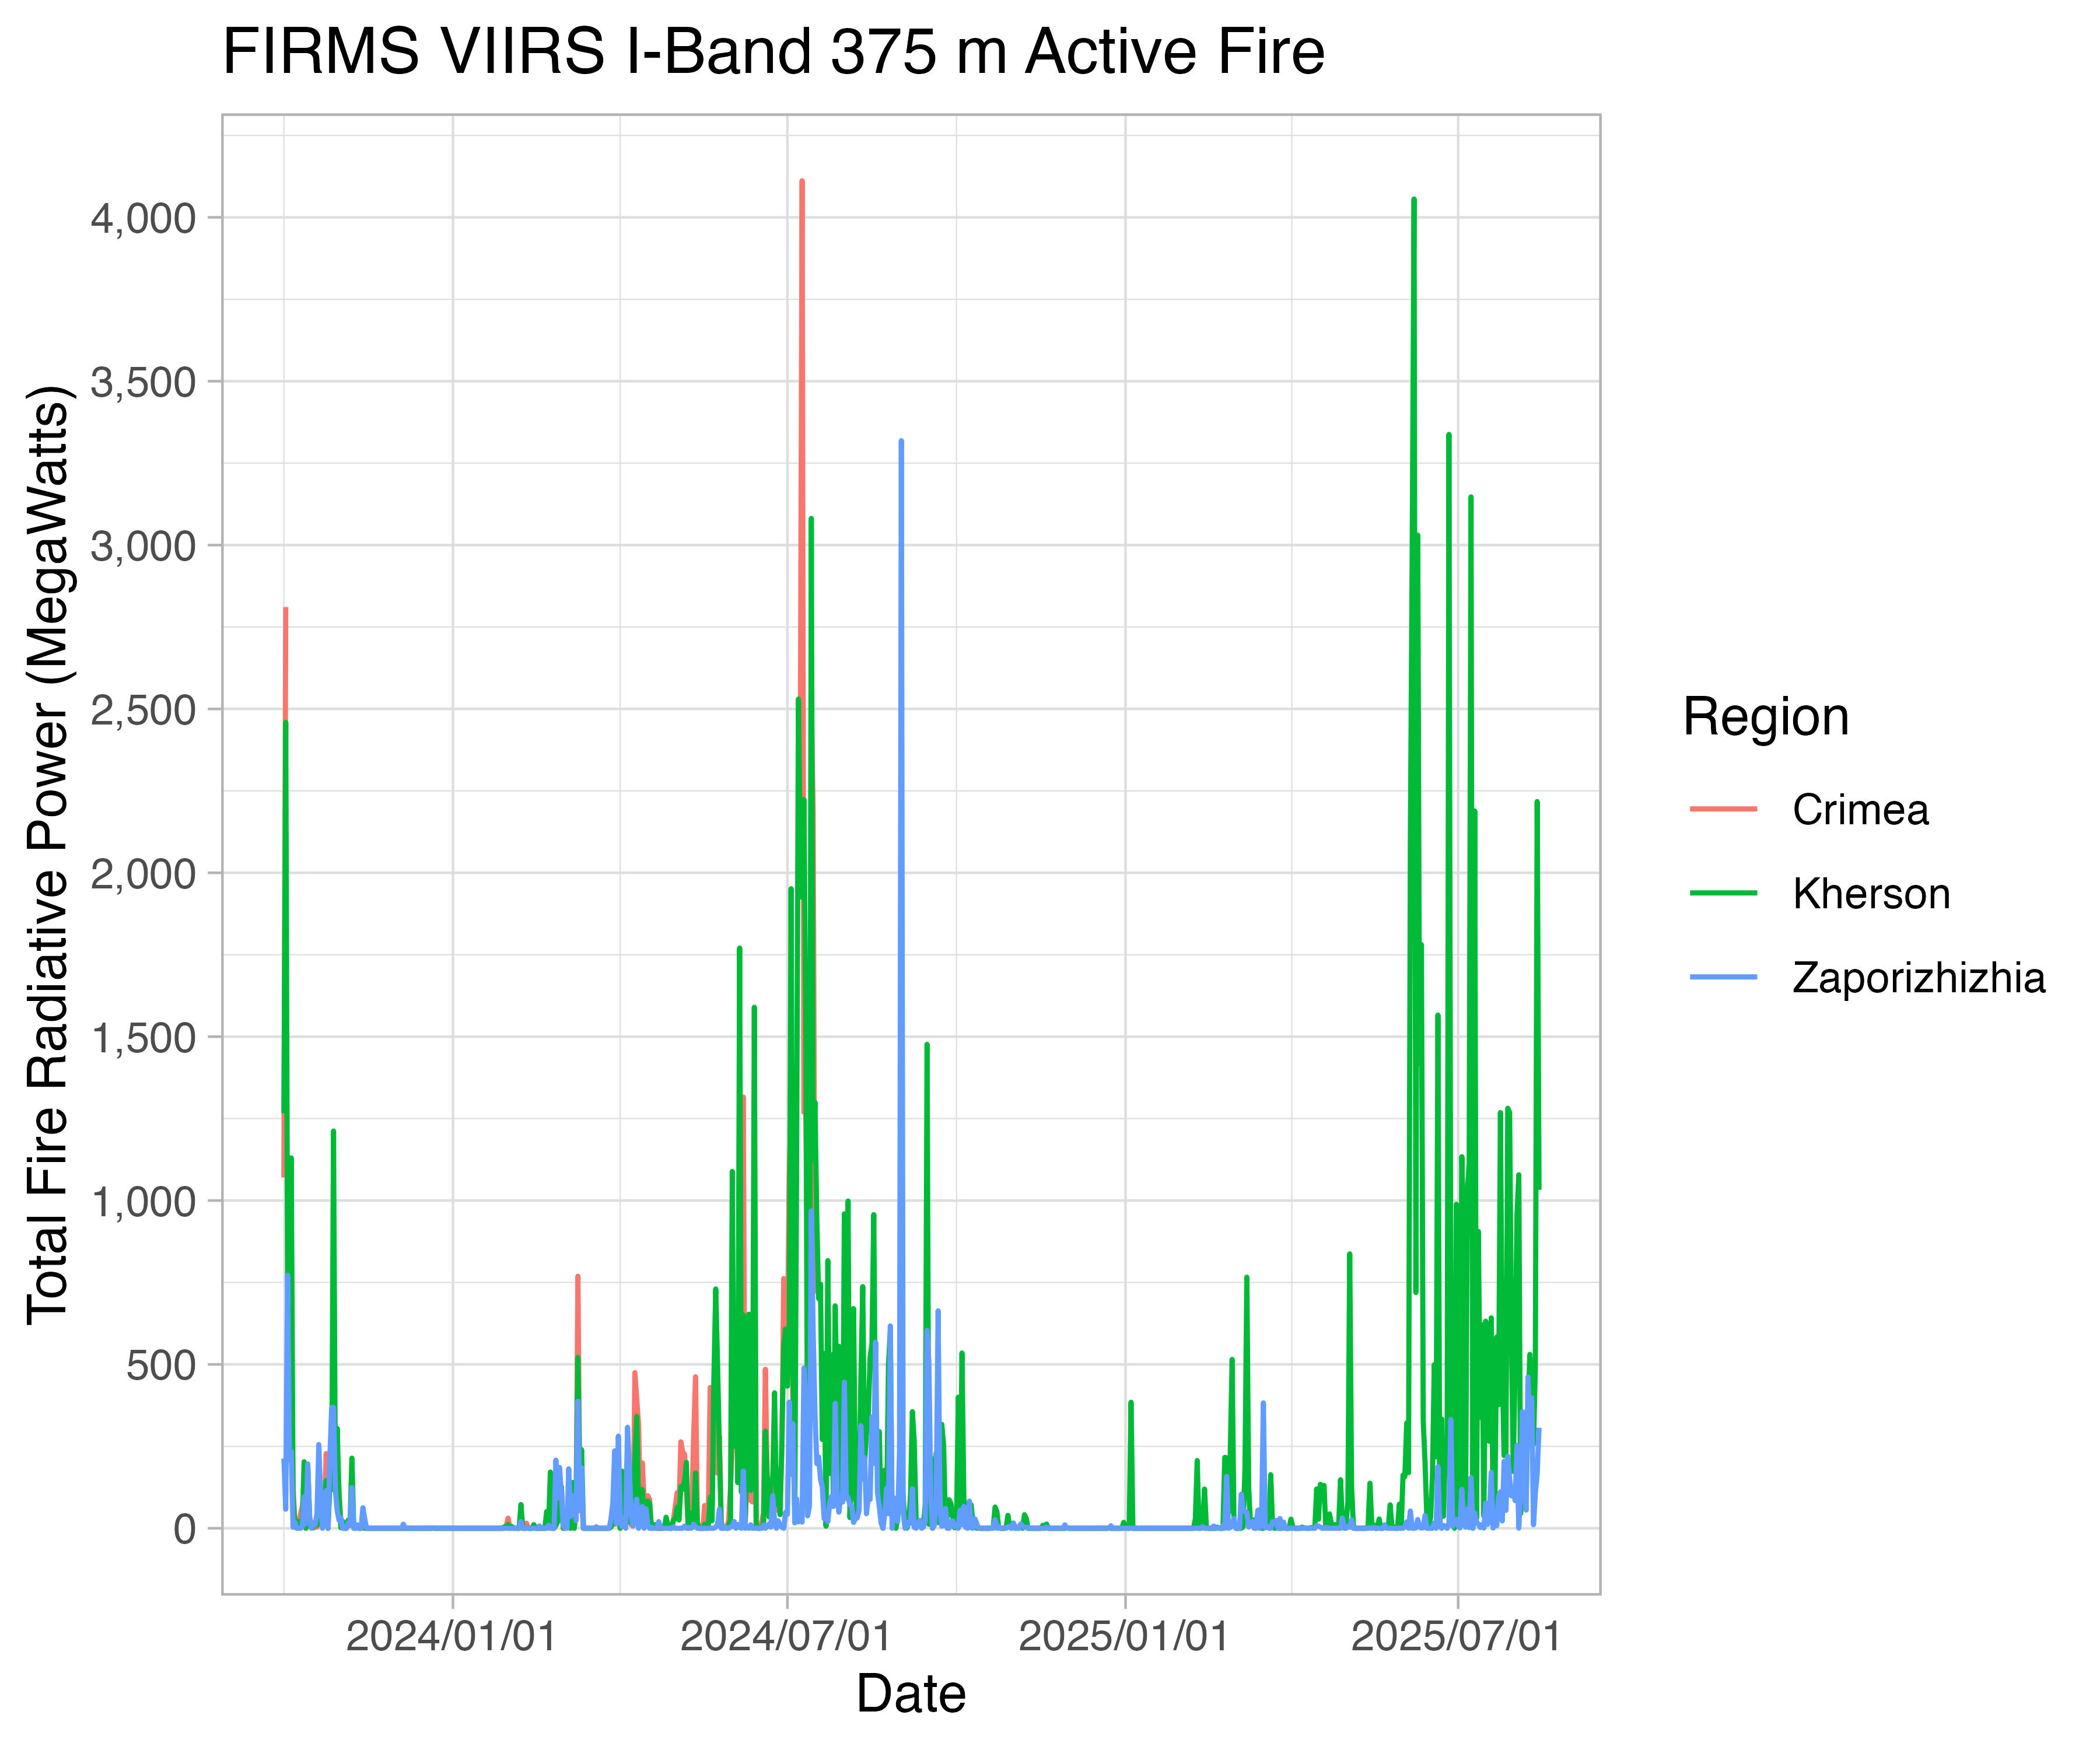 FIRMS VIIRS I-Band 375 m Active Fire
Total Fire Radiative Power (MegaWatts)
4,000
3,500
3,000
2,500
2,000
1,500
1,000
500
0
2024/01/01
2024/07/01
2025/01/01
2025/07/01
Date
Region
Crimea
Kherson
Zaporizhizhia